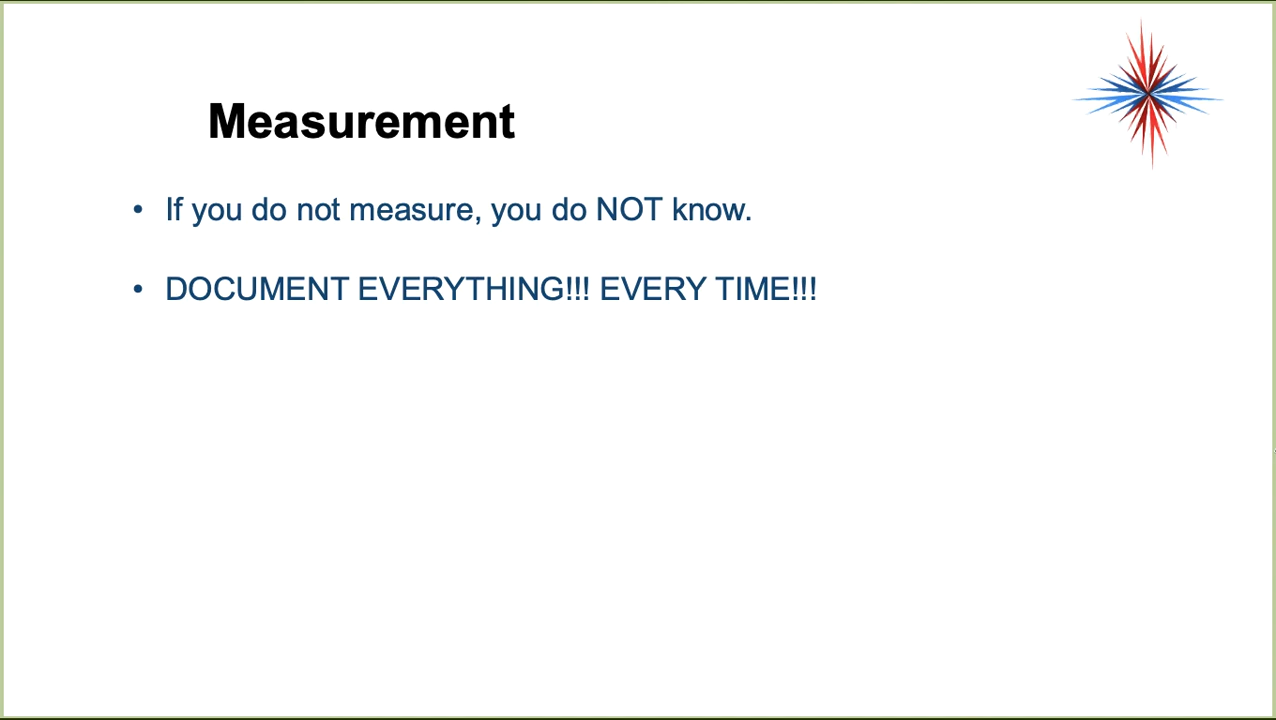 Measurement
• If you do not measure, you do NOT know.
• DOCUMENT EVERYTHING!!! EVERY TIME!!!